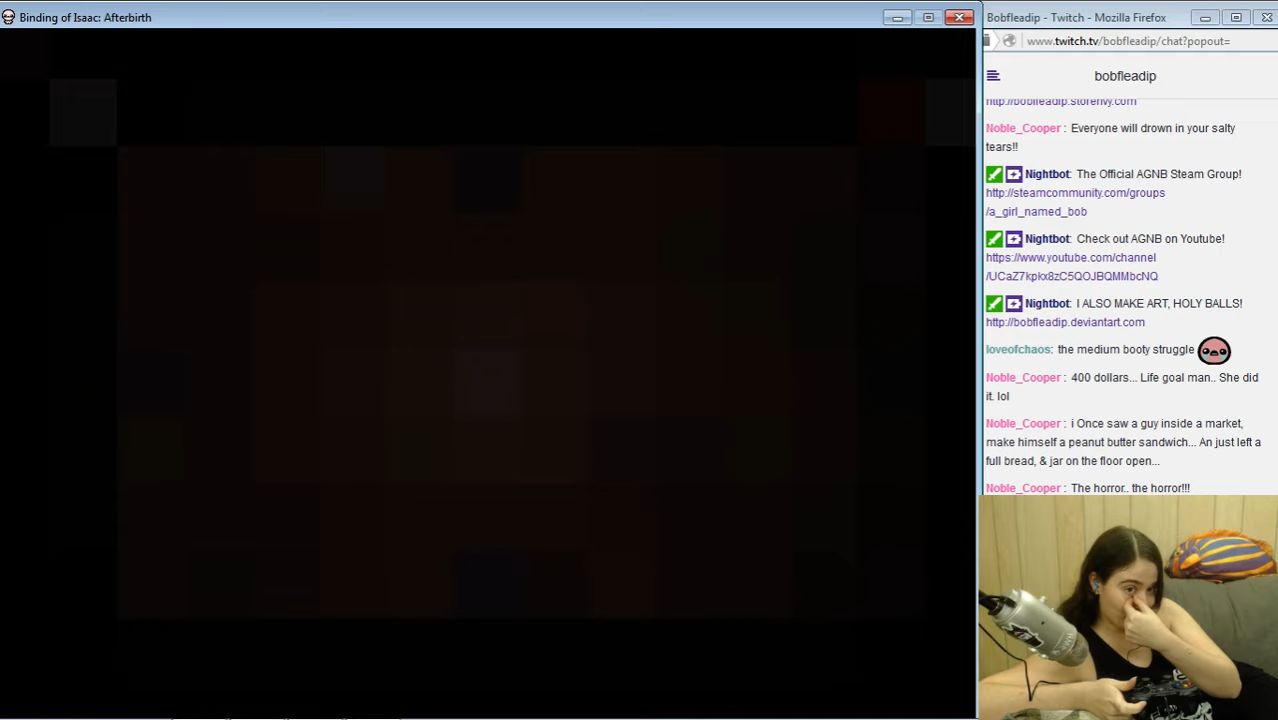 Binding of Isaac: Afterbirth
Bobfleadip - Twitch - Mozilla Firefox
www.twitch.tv/bobfleadip/chat?popout=
bobfleadip
http://bobfleadip.storenvy.com
Noble_Cooper : Everyone will drown in your salty
tears!!
Nightbot: The Official AGNB Steam Group!
http://steamcommunity.com/groups
/a_girl_named_bob
Nightbot: Check out AGNB on Youtube!
https://www.youtube.com/channel
/UCaZ7kpkx8zC5QOJBQMMbcNQ
Nightbot: I ALSO MAKE ART, HOLY BALLS!
http://bobfleadip.deviantart.com
loveofchaos: the medium booty struggle
Noble_Cooper : 400 dollars... Life goal man.. She did
it. lol
Noble_Cooper : i Once saw a guy inside a market,
make himself a peanut butter sandwich... An just left a
full bread, & jar on the floor open...
Noble_Cooper : The horror.. the horror!!!